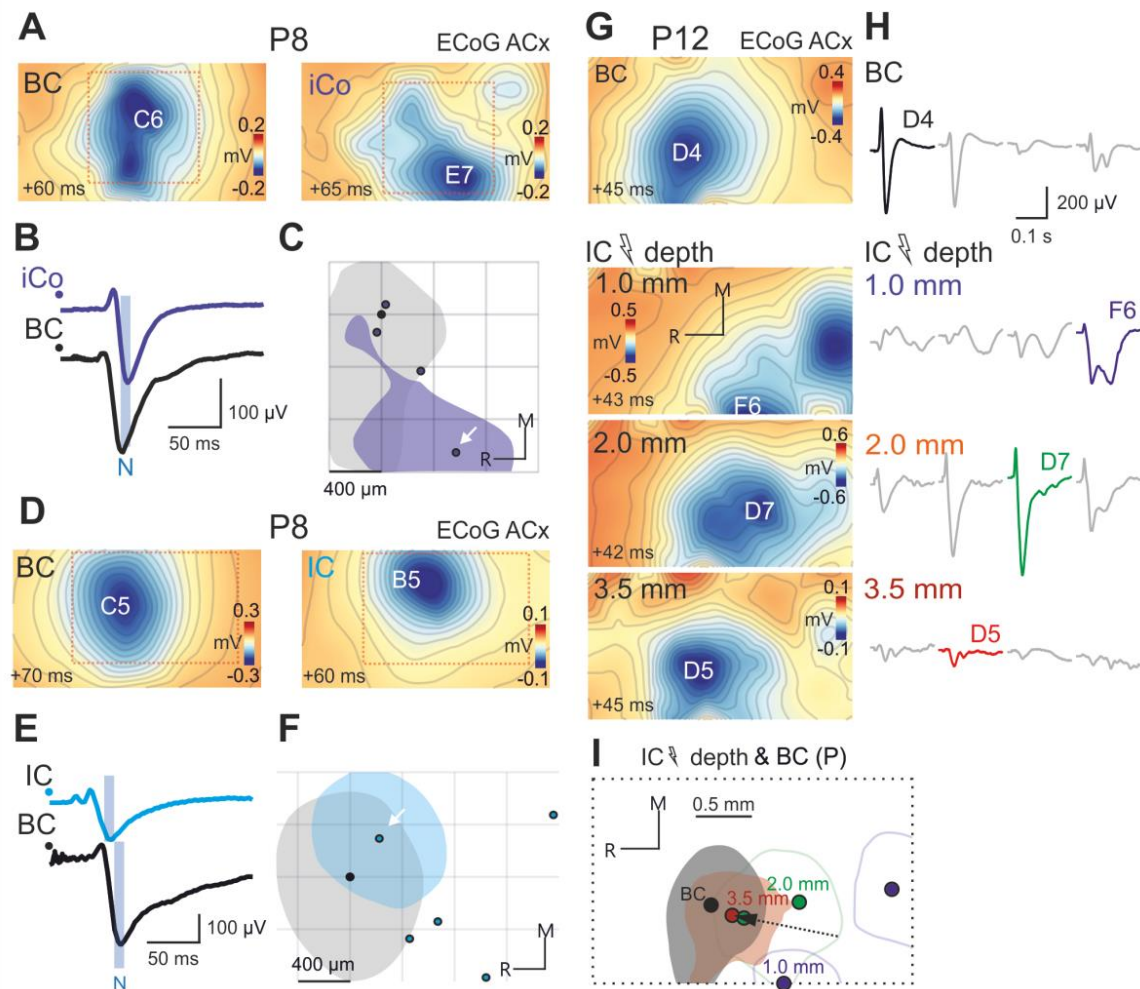 A P8 ECoG ACx
BC
C6
0.2
mV
-0.2
+60 ms
iCo
E7
0.2
mV
-0.2
+65 ms
B
iCo
BC
N
100 µV
50 ms
C
M
R
400 µm
D P8 ECoG ACx
BC
C5
0.3
mV
-0.3
+70 ms
IC
B5
0.1
mV
-0.1
+60 ms
E
IC
BC
N
100 µV
50 ms
F
M
R
400 µm
G P12 ECoG ACx
BC
D4
0.4
mV
-0.4
+45 ms
IC depth
1.0 mm
M
R
0.5
mV
-0.5
F6
+43 ms
2.0 mm
D7
0.6
mV
-0.6
+42 ms
3.5 mm
D5
0.1
mV
-0.1
+45 ms
H
BC
D4
200 µV
0.1 s
IC depth
1.0 mm
F6
2.0 mm
D7
3.5 mm
D5
I IC depth & BC (P)
M
R
0.5 mm
BC
2.0 mm
3.5 mm
1.0 mm